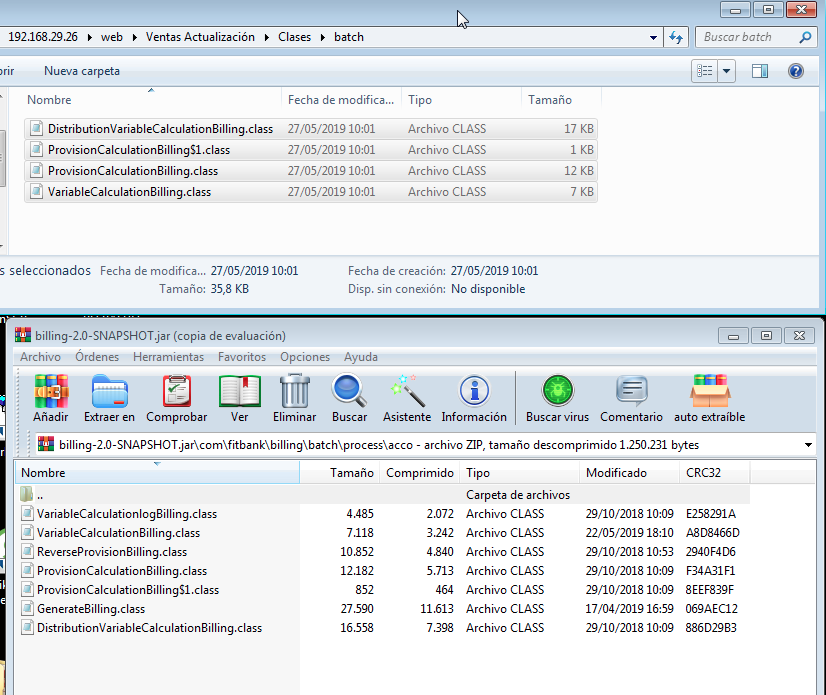 192.168.29.26 ▸ web ▸ Ventas Actualización ▸ Clases ▸ batch
Buscar batch
Nueva carpeta
Nombre Fecha de modifica... Tipo Tamaño
DistributionVariableCalculationBilling.class 27/05/2019 10:01 Archivo CLASS 17 KB
ProvisionCalculationBilling$1.class 27/05/2019 10:01 Archivo CLASS 1 KB
ProvisionCalculationBilling.class 27/05/2019 10:01 Archivo CLASS 12 KB
VariableCalculationBilling.class 27/05/2019 10:01 Archivo CLASS 7 KB
s seleccionados Fecha de modifica... 27/05/2019 10:01 Fecha de creación: 27/05/2019 10:01
Tamaño: 35,8 KB Disp. sin conexión: No disponible
billing-2.0-SNAPSHOT.jar (copia de evaluación)
Archivo Órdenes Herramientas Favoritos Opciones Ayuda
Añadir Extraer en Comprobar Ver Eliminar Buscar Asistente Información Buscar virus Comentario auto extraíble
billing-2.0-SNAPSHOT.jar\com\fitbank\billing\batch\process\acco - archivo ZIP, tamaño descomprimido 1.250.231 bytes
Nombre Tamaño Comprimido Tipo Modificado CRC32
.. Carpeta de archivos
VariableCalculationlogBilling.class 4.485 2.072 Archivo CLASS 29/10/2018 10:09 E258291A
VariableCalculationBilling.class 7.118 3.242 Archivo CLASS 22/05/2019 18:10 A8D8466D
ReverseProvisionBilling.class 10.852 4.840 Archivo CLASS 29/10/2018 10:53 2940F4D6
ProvisionCalculationBilling.class 12.182 5.713 Archivo CLASS 29/10/2018 10:09 F34A31F1
ProvisionCalculationBilling$1.class 852 464 Archivo CLASS 29/10/2018 10:09 8EEF839F
GenerateBilling.class 27.590 11.613 Archivo CLASS 17/04/2019 16:59 069AEC12
DistributionVariableCalculationBilling.class 16.558 7.398 Archivo CLASS 29/10/2018 10:09 886D29B3